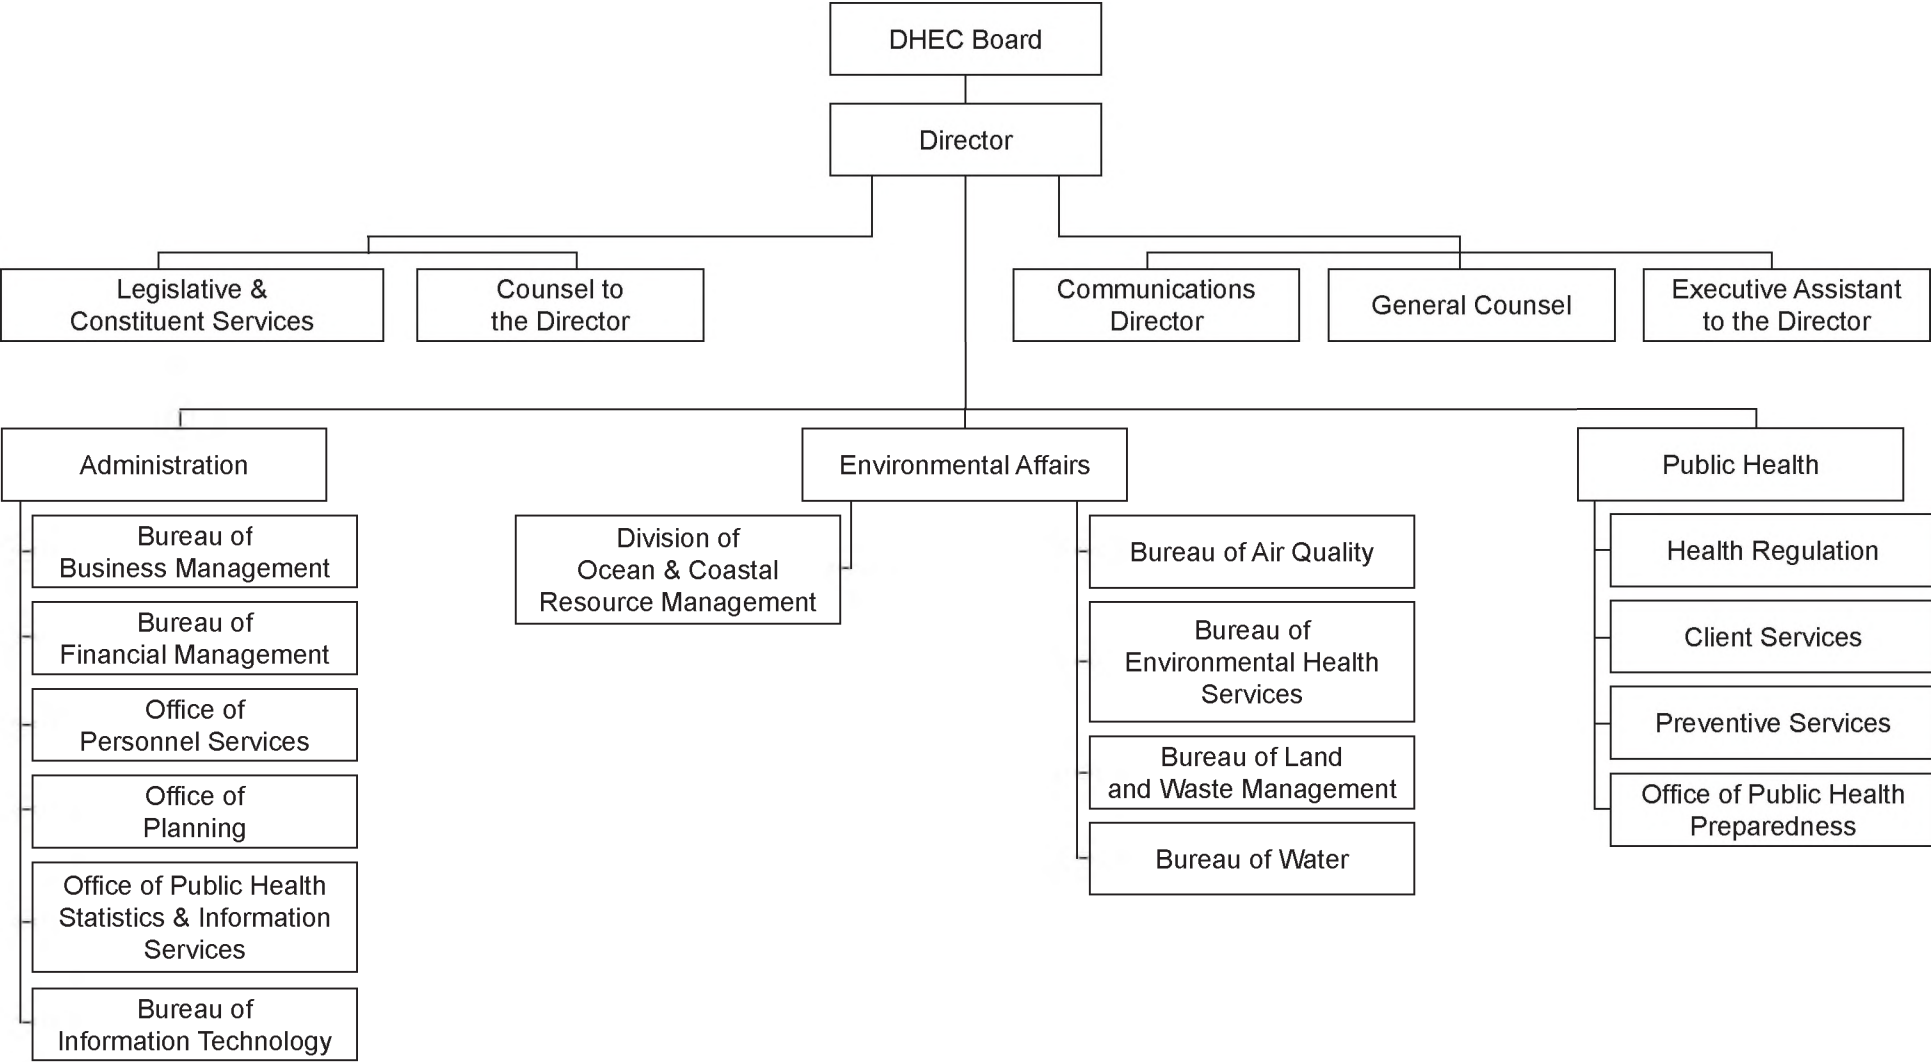 DHEC Board
Director
Legislative &
Constituent Services
Counsel to
the Director
Communications
Director
General Counsel
Executive Assistant
to the Director
Administration
Bureau of
Business Management
Bureau of
Financial Management
Office of
Personnel Services
Office of
Planning
Office of Public Health
Statistics & Information
Services
Bureau of
Information Technology
Environmental Affairs
Division of
Ocean & Coastal
Resource Management
Bureau of Air Quality
Bureau of
Environmental Health
Services
Bureau of Land
and Waste Management
Bureau of Water
Public Health
Health Regulation
Client Services
Preventive Services
Office of Public Health
Preparedness